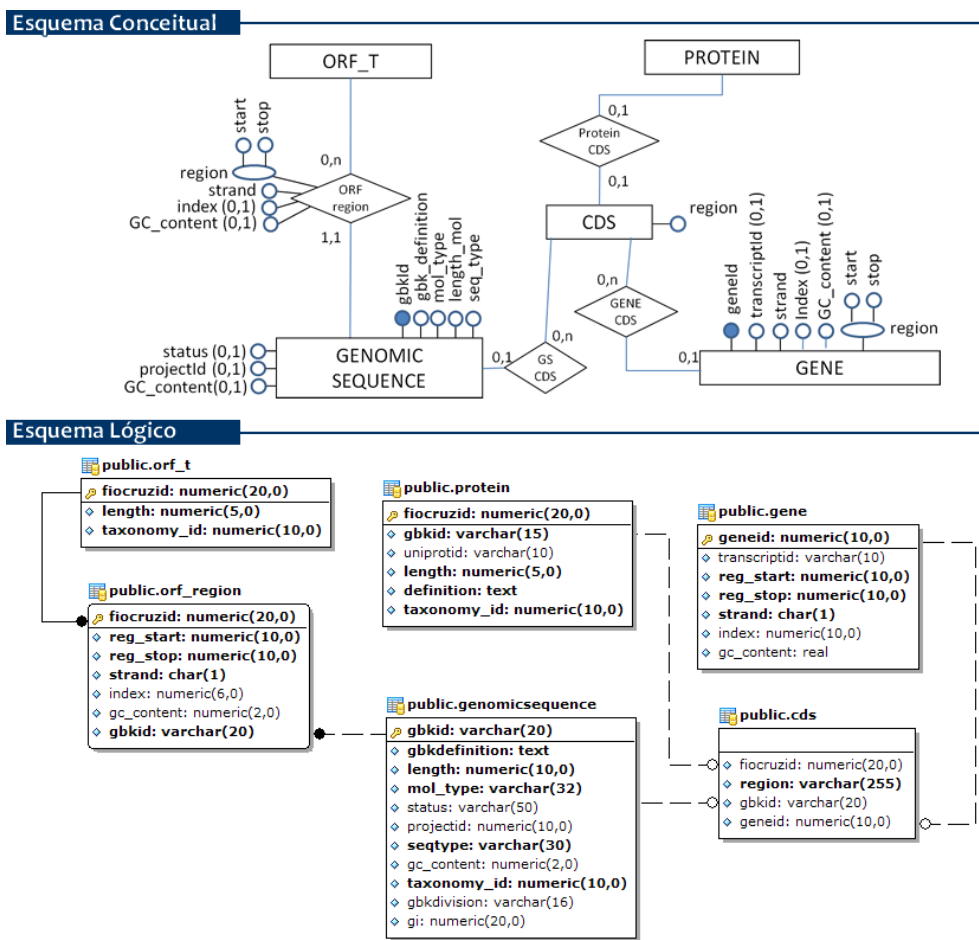 Esquema Conceitual
ORF_T
PROTEIN
start
stop
0,n
region
strand
index (0,1)
GC_content (0,1)
ORF
region
1,1
0,1
Protein
CDS
0,1
CDS
region
gbkId
gbk_definition
mol_type
length_mol
seq_type
0,n
0,n
GENE
CDS
geneId
transcriptId (0,1)
strand
Index (0,1)
GC_content (0,1)
start
stop
region
status (0,1)
projectId (0,1)
GC_content(0,1)
GENOMIC
SEQUENCE
0,1
GS
CDS
0,1
GENE
Esquema Lógico
public.orf_t
fiocruzid: numeric(20,0)
length: numeric(5,0)
taxonomy_id: numeric(10,0)
public.protein
fiocruzid: numeric(20,0)
gbkid: varchar(15)
uniprotid: varchar(10)
length: numeric(5,0)
definition: text
taxonomy_id: numeric(10,0)
public.gene
geneid: numeric(10,0)
transcriptid: varchar(10)
reg_start: numeric(10,0)
reg_stop: numeric(10,0)
strand: char(1)
index: numeric(10,0)
gc_content: real
public.orf_region
fiocruzid: numeric(20,0)
reg_start: numeric(10,0)
reg_stop: numeric(10,0)
strand: char(1)
index: numeric(6,0)
gc_content: numeric(2,0)
gbkid: varchar(20)
public.genomicsequence
gbkid: varchar(20)
gbkdefinition: text
length: numeric(10,0)
mol_type: varchar(32)
status: varchar(50)
projectid: numeric(10,0)
seqtype: varchar(30)
gc_content: numeric(2,0)
taxonomy_id: numeric(10,0)
gbkdivision: varchar(16)
gi: numeric(20,0)
public.cds
fiocruzid: numeric(20,0)
region: varchar(255)
gbkid: varchar(20)
geneid: numeric(10,0)